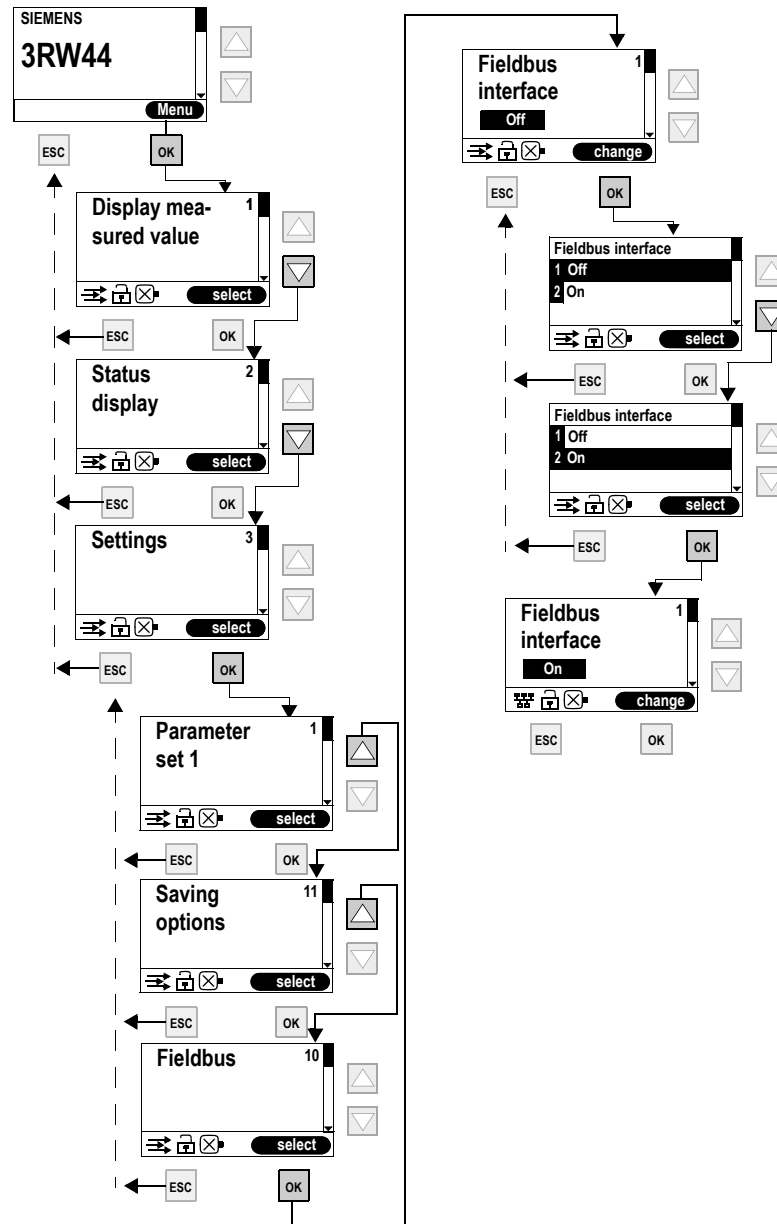 SIEMENS
3RW44
Menu
ESC
OK
Display mea-
sured value
1
select
ESC
OK
Status
display
2
select
ESC
OK
Settings
3
select
ESC
OK
Parameter
set 1
1
select
ESC
OK
Saving
options
11
select
ESC
OK
Fieldbus
10
select
ESC
OK
Fieldbus
interface
1
Off
change
ESC
OK
Fieldbus interface
1 Off
2 On
select
ESC
OK
Fieldbus interface
1 Off
2 On
select
ESC
OK
Fieldbus
interface
1
On
change
ESC
OK